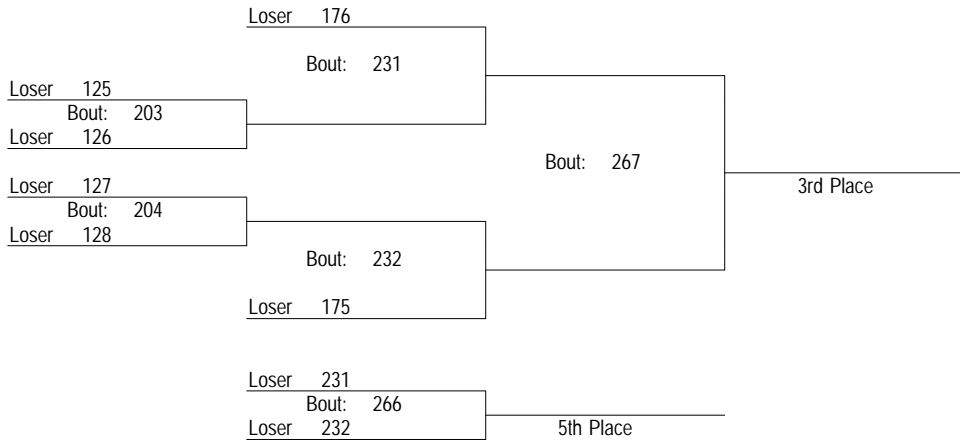 Loser 176
Bout: 231
Loser 125
Bout: 203
Loser 126
Bout: 267
Loser 127
3rd Place
Bout: 204
Loser 128
Bout: 232
Loser 175
Loser 231
Bout: 266
Loser 232
5th Place